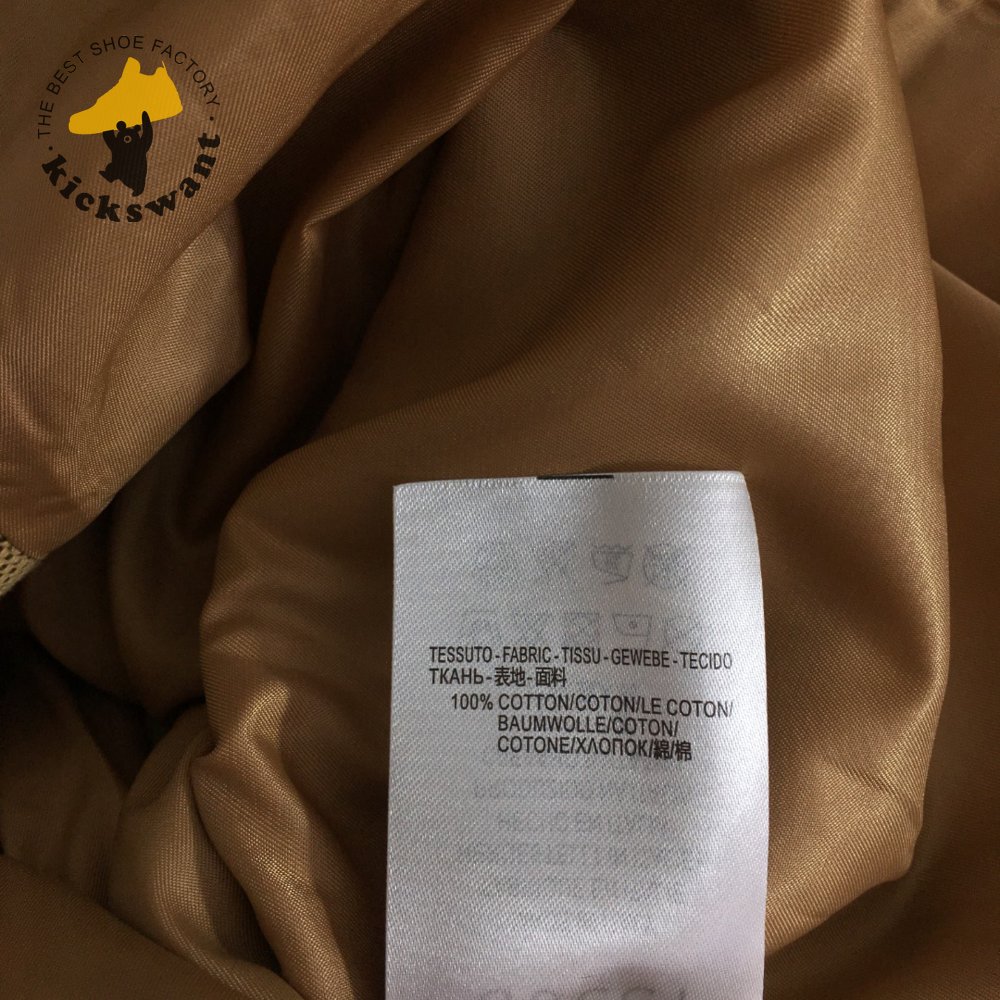 THE BEST SHOE FACTORY
kickswant
TESSUTO - FABRIC - TISSU - GEWEBE - TECIDO
ТКАНЬ - 表地 - 面料
100% COTTON/COTON/LE COTON/
BAUMWOLLE/COTON/
COTONE/ХЛОПОК/綿/棉